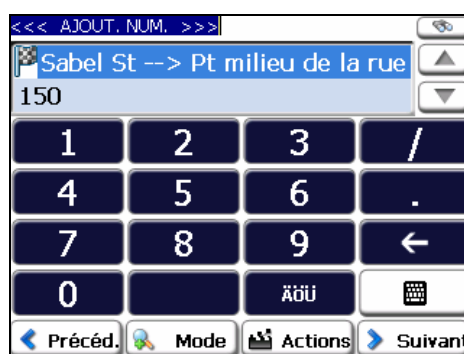 <<< AJOUT. NUM. >>>
Sabel St --> Pt milieu de la rue
150
1 2 3 /
4 5 6 .
7 8 9 ←
0 ÄÖÜ
Précéd. Mode Actions Suivant